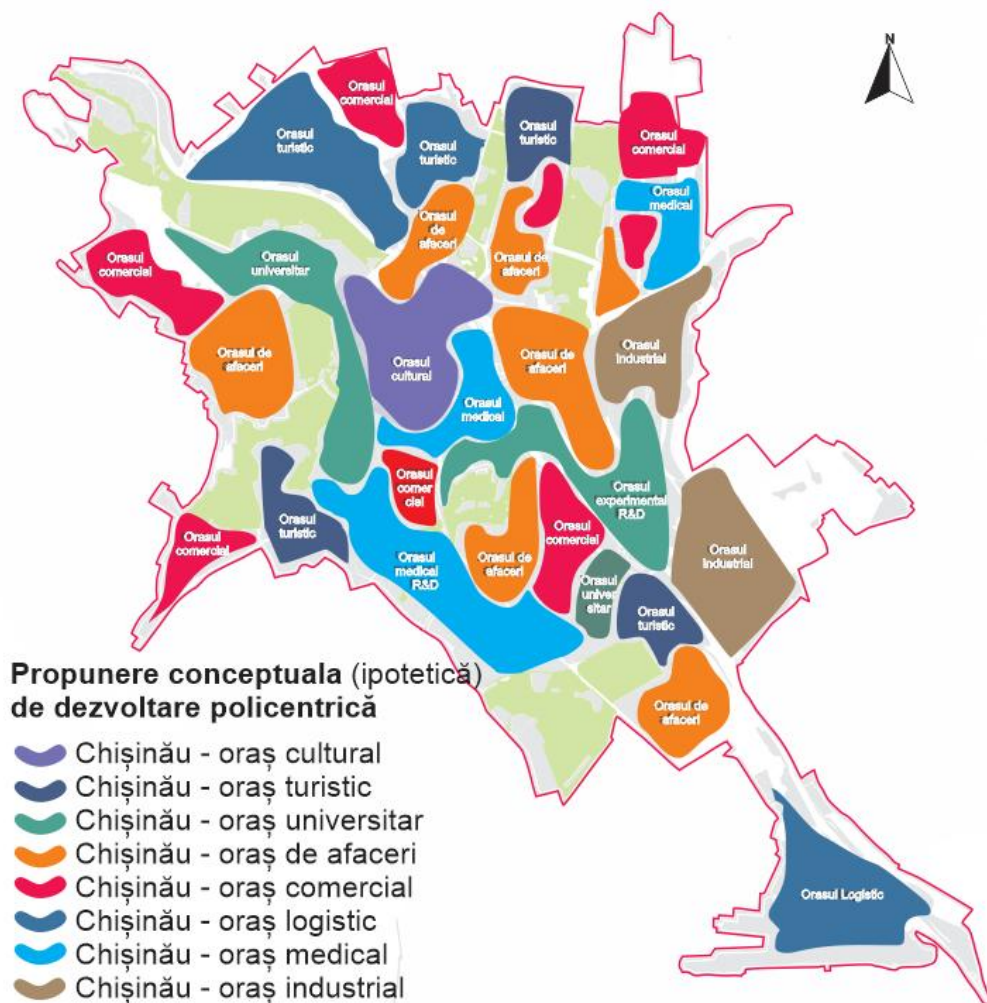 N
Orasul
comercial
Orasul
turistic
Orasul
turistic
Orasul
turistic
Orasul
comercial
Orasul
medical
Orasul
de
afaceri
Orasul
de
afaceri
Orasul
comercial
Orasul
universitar
Orasul de
afaceri
Orasul
cultural
Orasul de
afaceri
Orasul
industrial
Orasul
medical
Orasul
comer
cial
Orasul
experimental
R&D
Orasul
turistic
Orasul
comercial
Orasul
medical
R&D
Orasul de
afaceri
Orasul
comercial
Orasul
industrial
Orasul
univer
sitar
Orasul
turistic
Orasul de
afaceri
Orasul Logistic
Propunere conceptuala (ipotetică)
de dezvoltare policentrică
Chișinău - oraș cultural
Chișinău - oraș turistic
Chișinău - oraș universitar
Chișinău - oraș de afaceri
Chișinău - oraș comercial
Chișinău - oraș logistic
Chișinău - oraș medical
Chișinău - oraș industrial